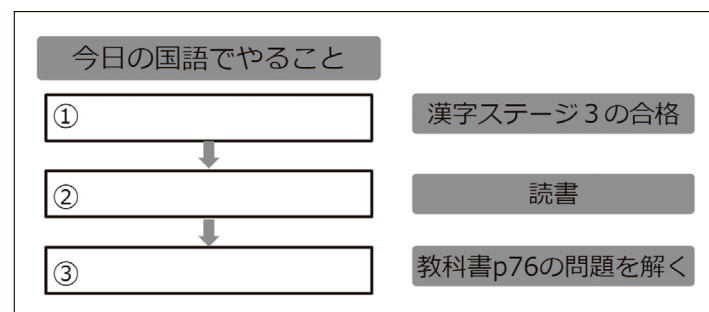 今日の国語でやること
①
漢字ステージ３の合格
②
読書
③
教科書p76の問題を解く